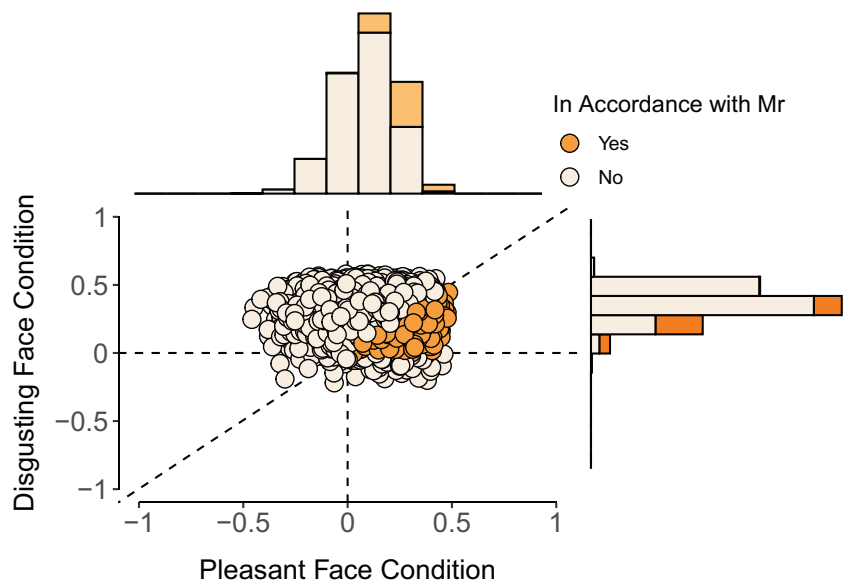 In Accordance with Mr
Yes
No
Disgusting Face Condition
1
0.5
0
−0.5
−1
−1
−0.5
0
0.5
1
Pleasant Face Condition